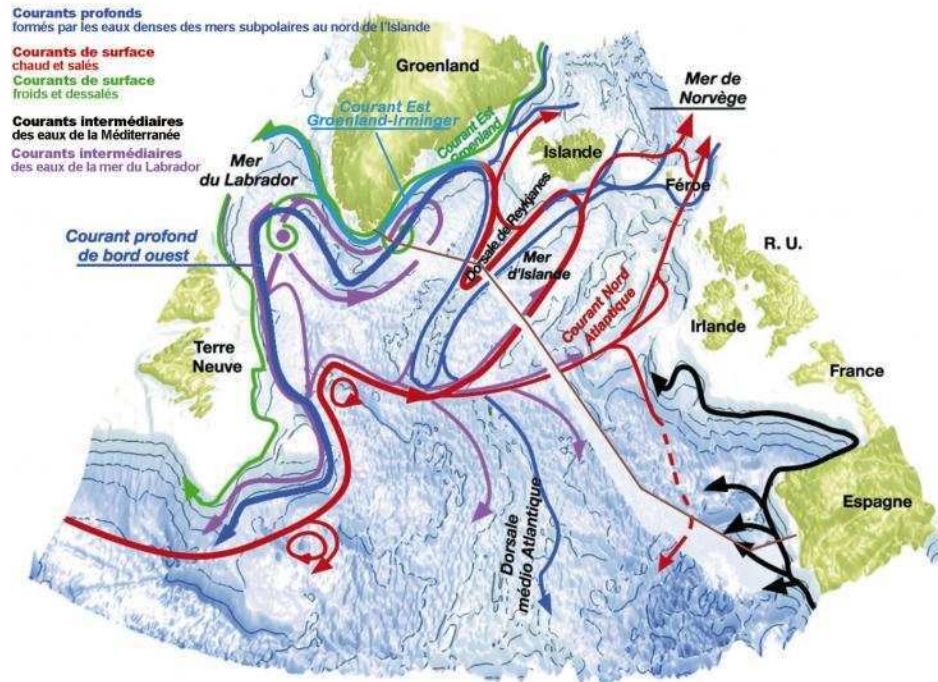 Courants profonds
formés par les eaux denses des mers subpolaires au nord de l'Islande
Courants de surface
chaud et salés
Courants de surface
froids et dessalés
Courants intermédiaires
des eaux de la Méditerranée
Courants intermédiaires
des eaux de la mer du Labrador
Groenland
Mer de
Norvège
Courant Est
Groenland-Irminger
Courant Est
Groenland
Islande
Mer
du Labrador
Féroe
Dorsale de Reykjanes
R. U.
Courant profond
de bord ouest
Mer
d'Islande
Courant Nord
Atlantique
Irlande
Terre
Neuve
France
Espagne
Dorsale
médio Atlantique